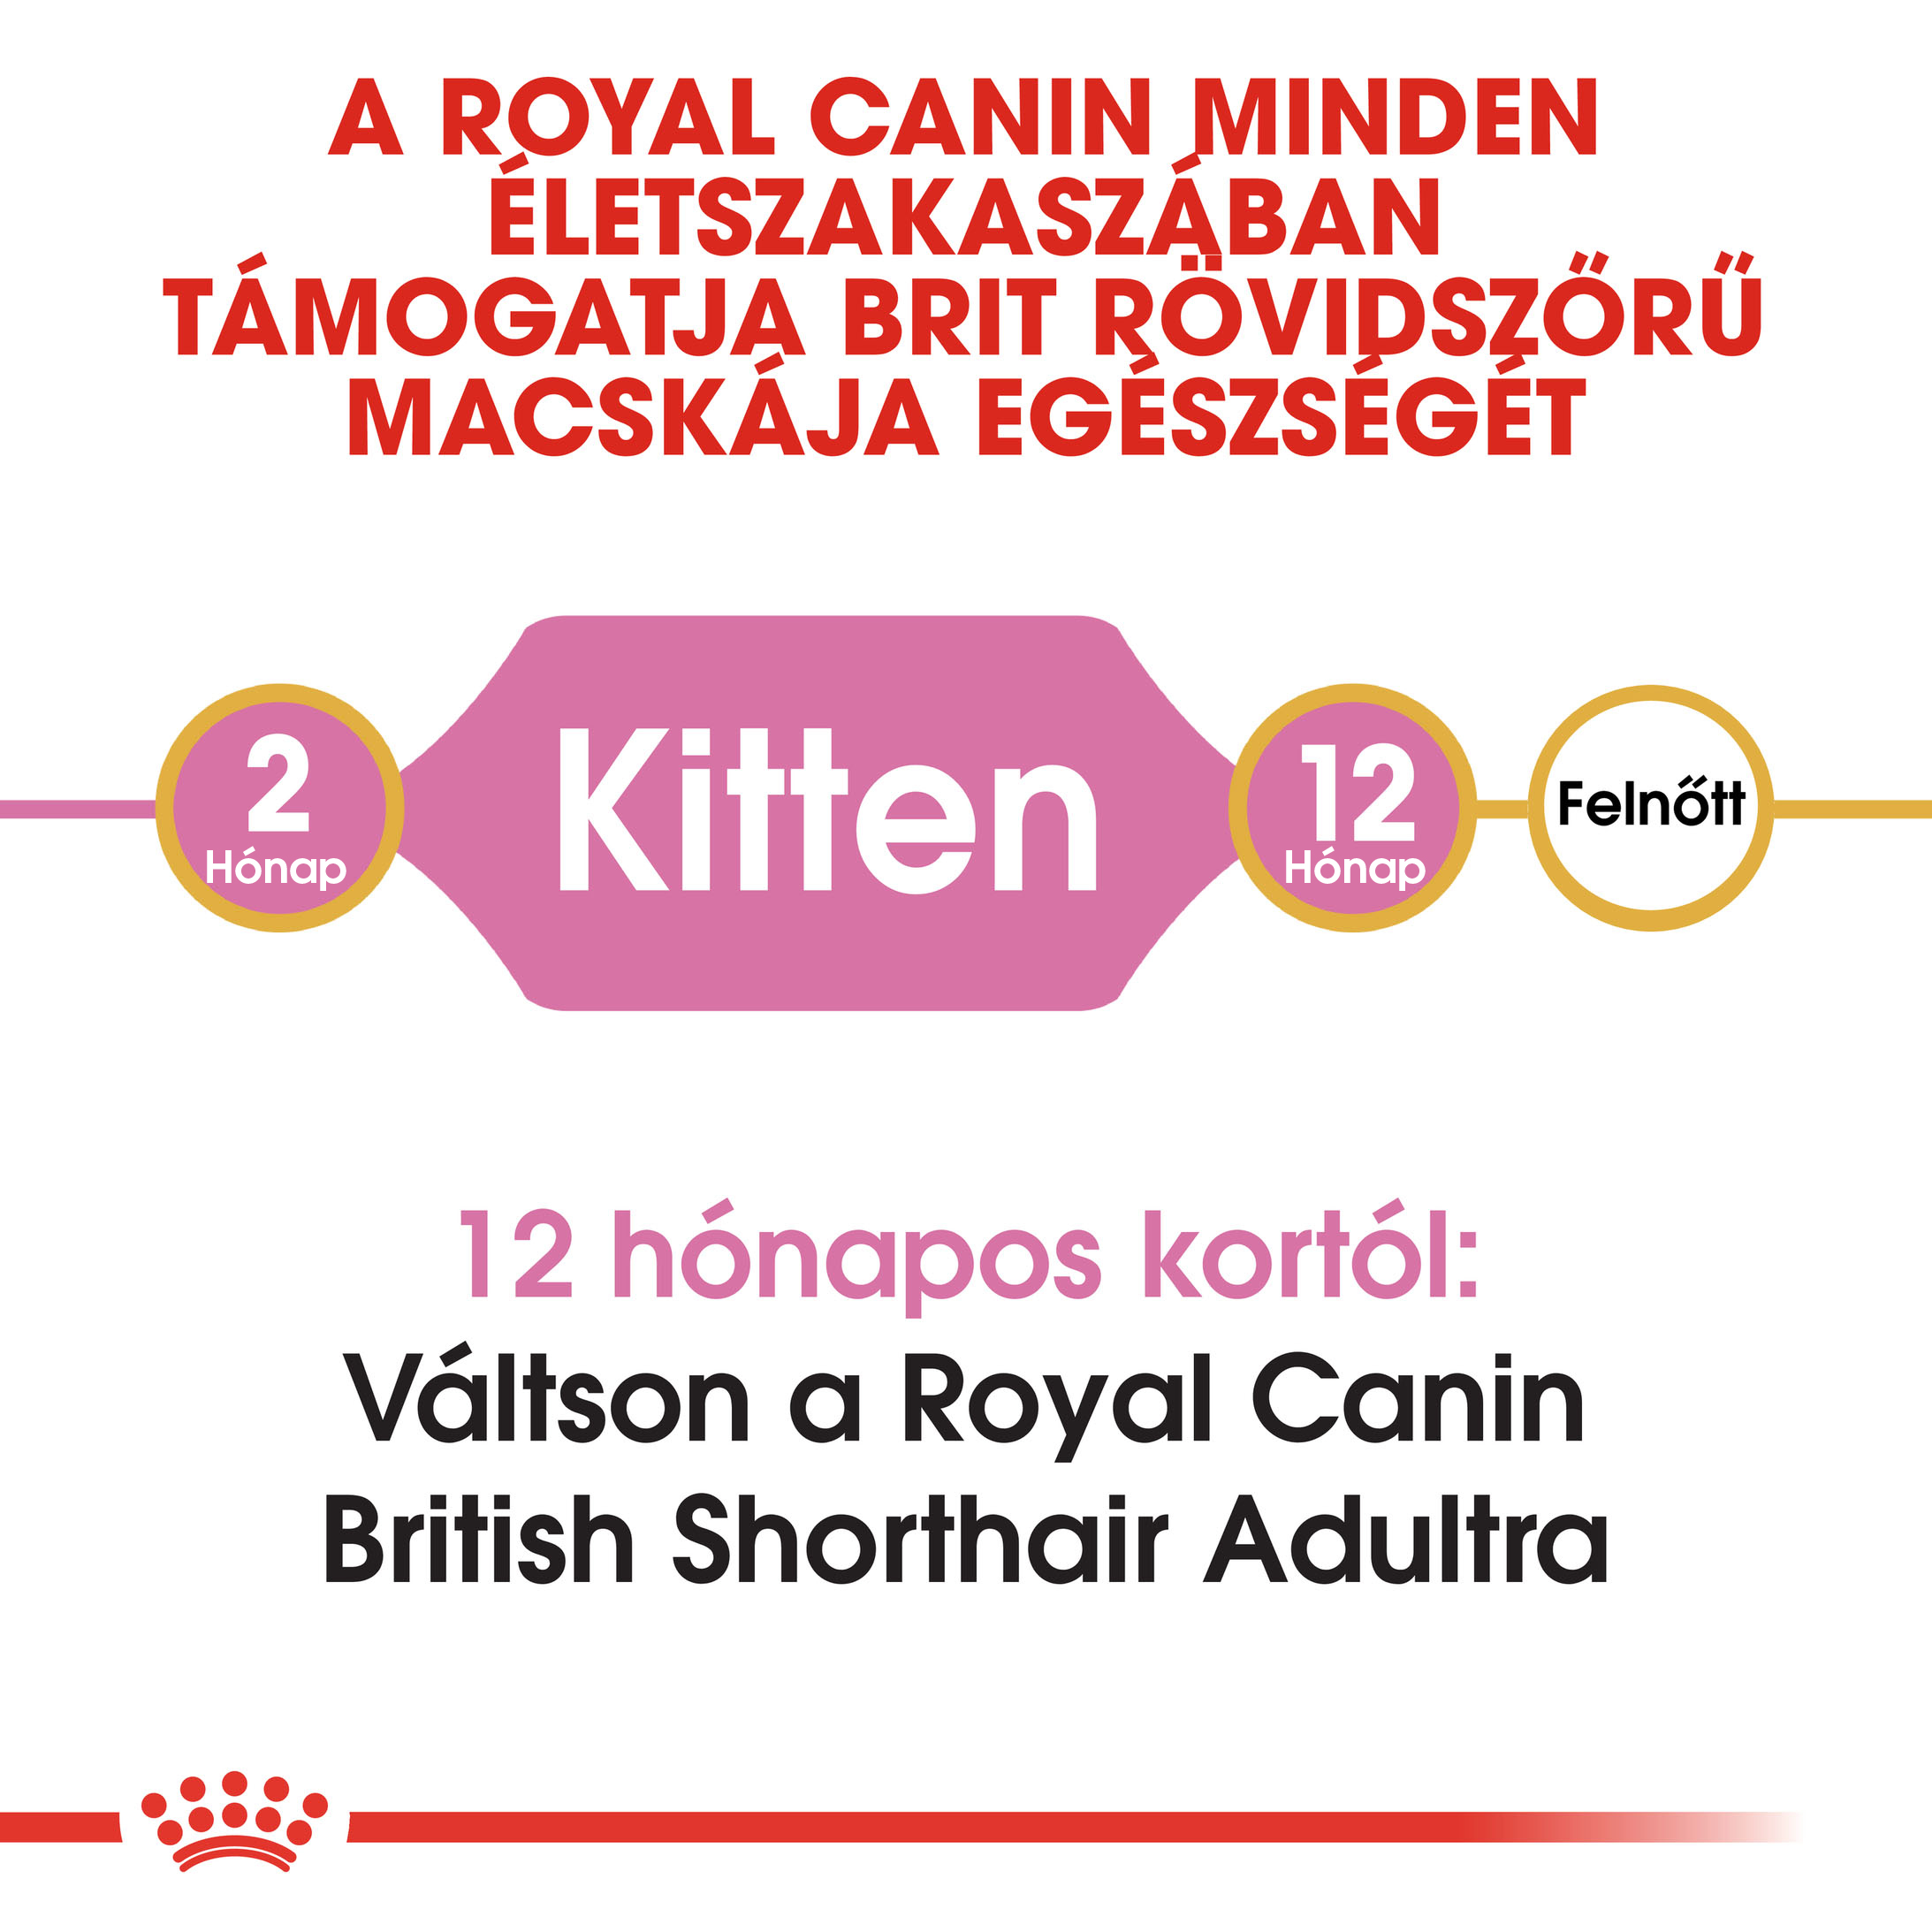 A ROYAL CANIN MINDEN
ÉLETSZAKASZÁBAN
TÁMOGATJA BRIT RÖVIDSZŐRŰ
MACSKÁJA EGÉSZSÉGÉT
2
Hónap
Kitten
12
Hónap
Felnőtt
12 hónapos kortól:
Váltson a Royal Canin
British Shorthair Adultra